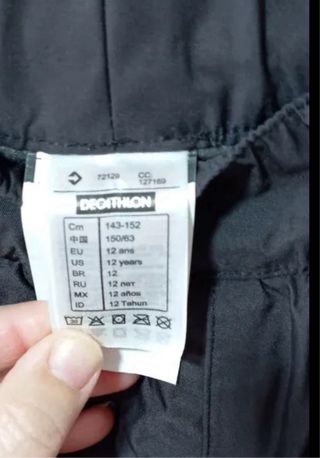 72129 CC:
127169
DECATHLON
Cm 143-152
中国 150/63
EU 12 ans
US 12 years
BR 12
RU 12 лет
MX 12 años
ID 12 Tahun